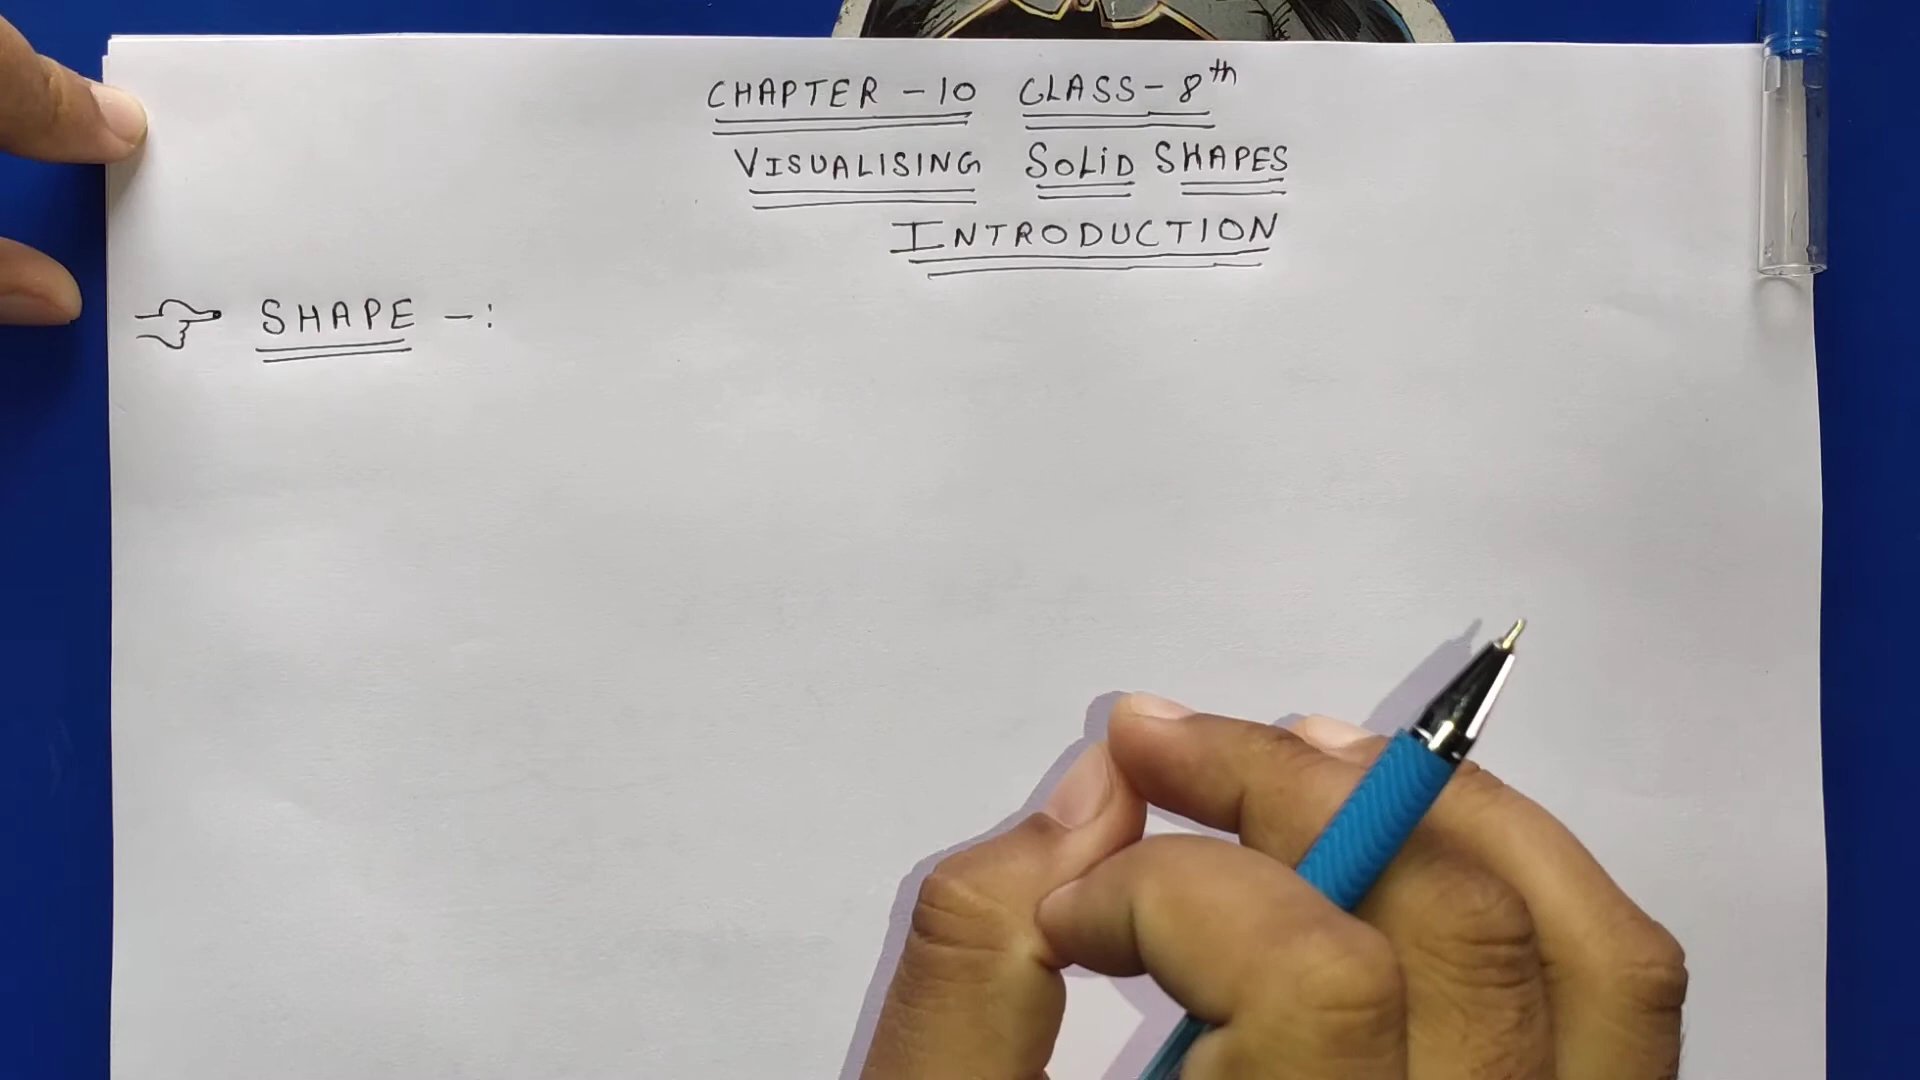 CHAPTER - 10 CLASS - 8th
VISUALISING SOLiD SHAPES
INTRODUCTION
SHAPE -: